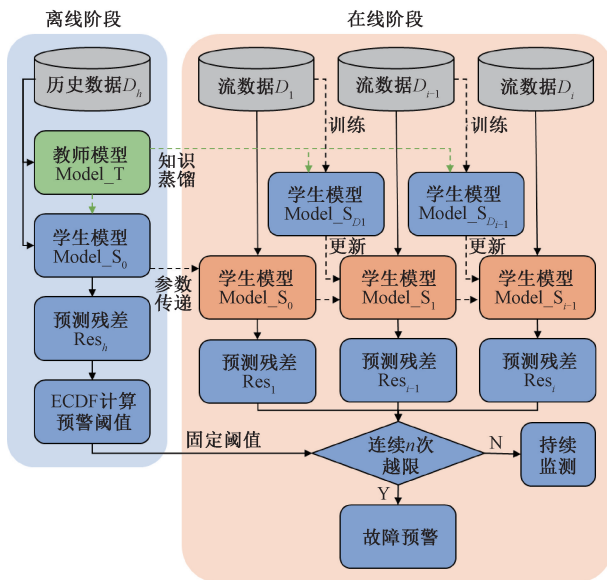 离线阶段
在线阶段
历史数据Dh
流数据D1
流数据Di-1
流数据Di
训练
训练
教师模型
Model_T
知识
蒸馏
学生模型
Model_SD1
学生模型
Model_SDi-1
学生模型
Model_S0
更新
更新
参数
传递
学生模型
Model_S0
学生模型
Model_S1
学生模型
Model_Si-1
预测残差
Resh
预测残差
Res1
预测残差
Resi-1
预测残差
Resi
ECDF计算
预警阈值
固定阈值
连续n次
越限
N
持续
监测
Y
故障预警